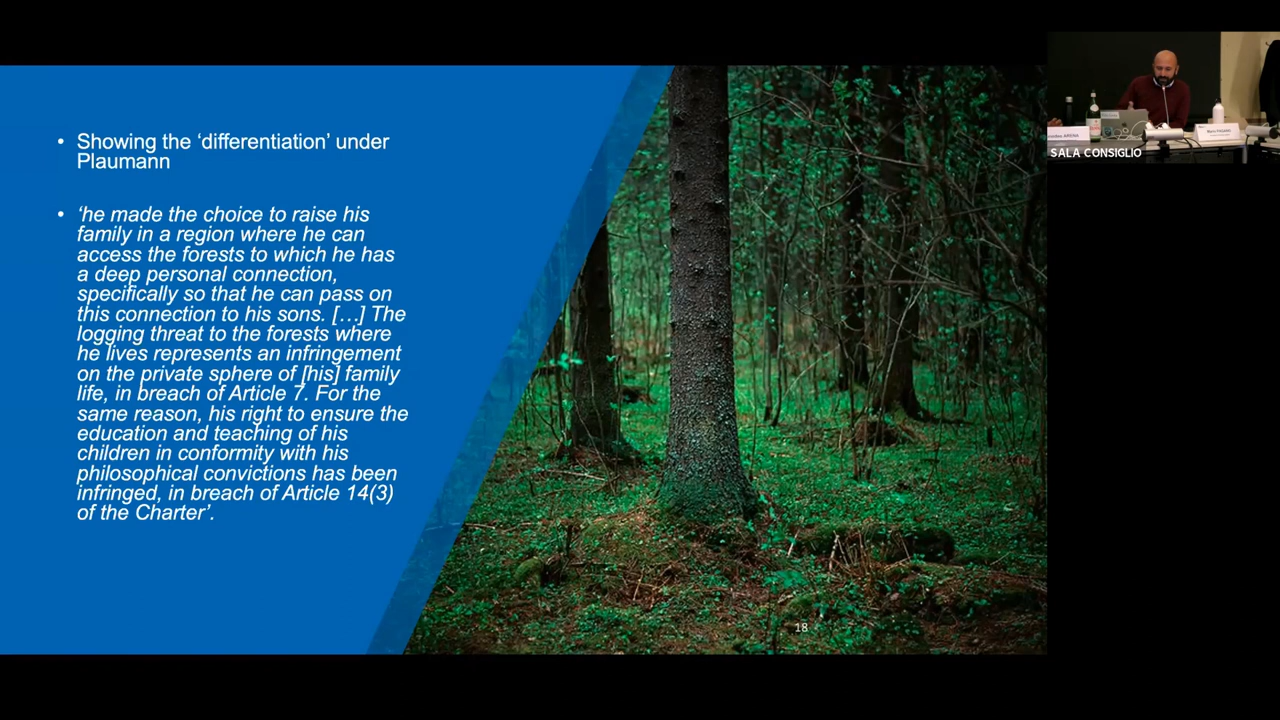 • Showing the ‘differentiation’ under
Plaumann
• ‘he made the choice to raise his
family in a region where he can
access the forests to which he has
a deep personal connection,
specifically so that he can pass on
this connection to his sons. […] The
logging threat to the forests where
he lives represents an infringement
on the private sphere of [his] family
life, in breach of Article 7. For the
same reason, his right to ensure the
education and teaching of his
children in conformity with his
philosophical convictions has been
infringed, in breach of Article 14(3)
of the Charter’.
18
ARENA
SALA CONSIGLIO